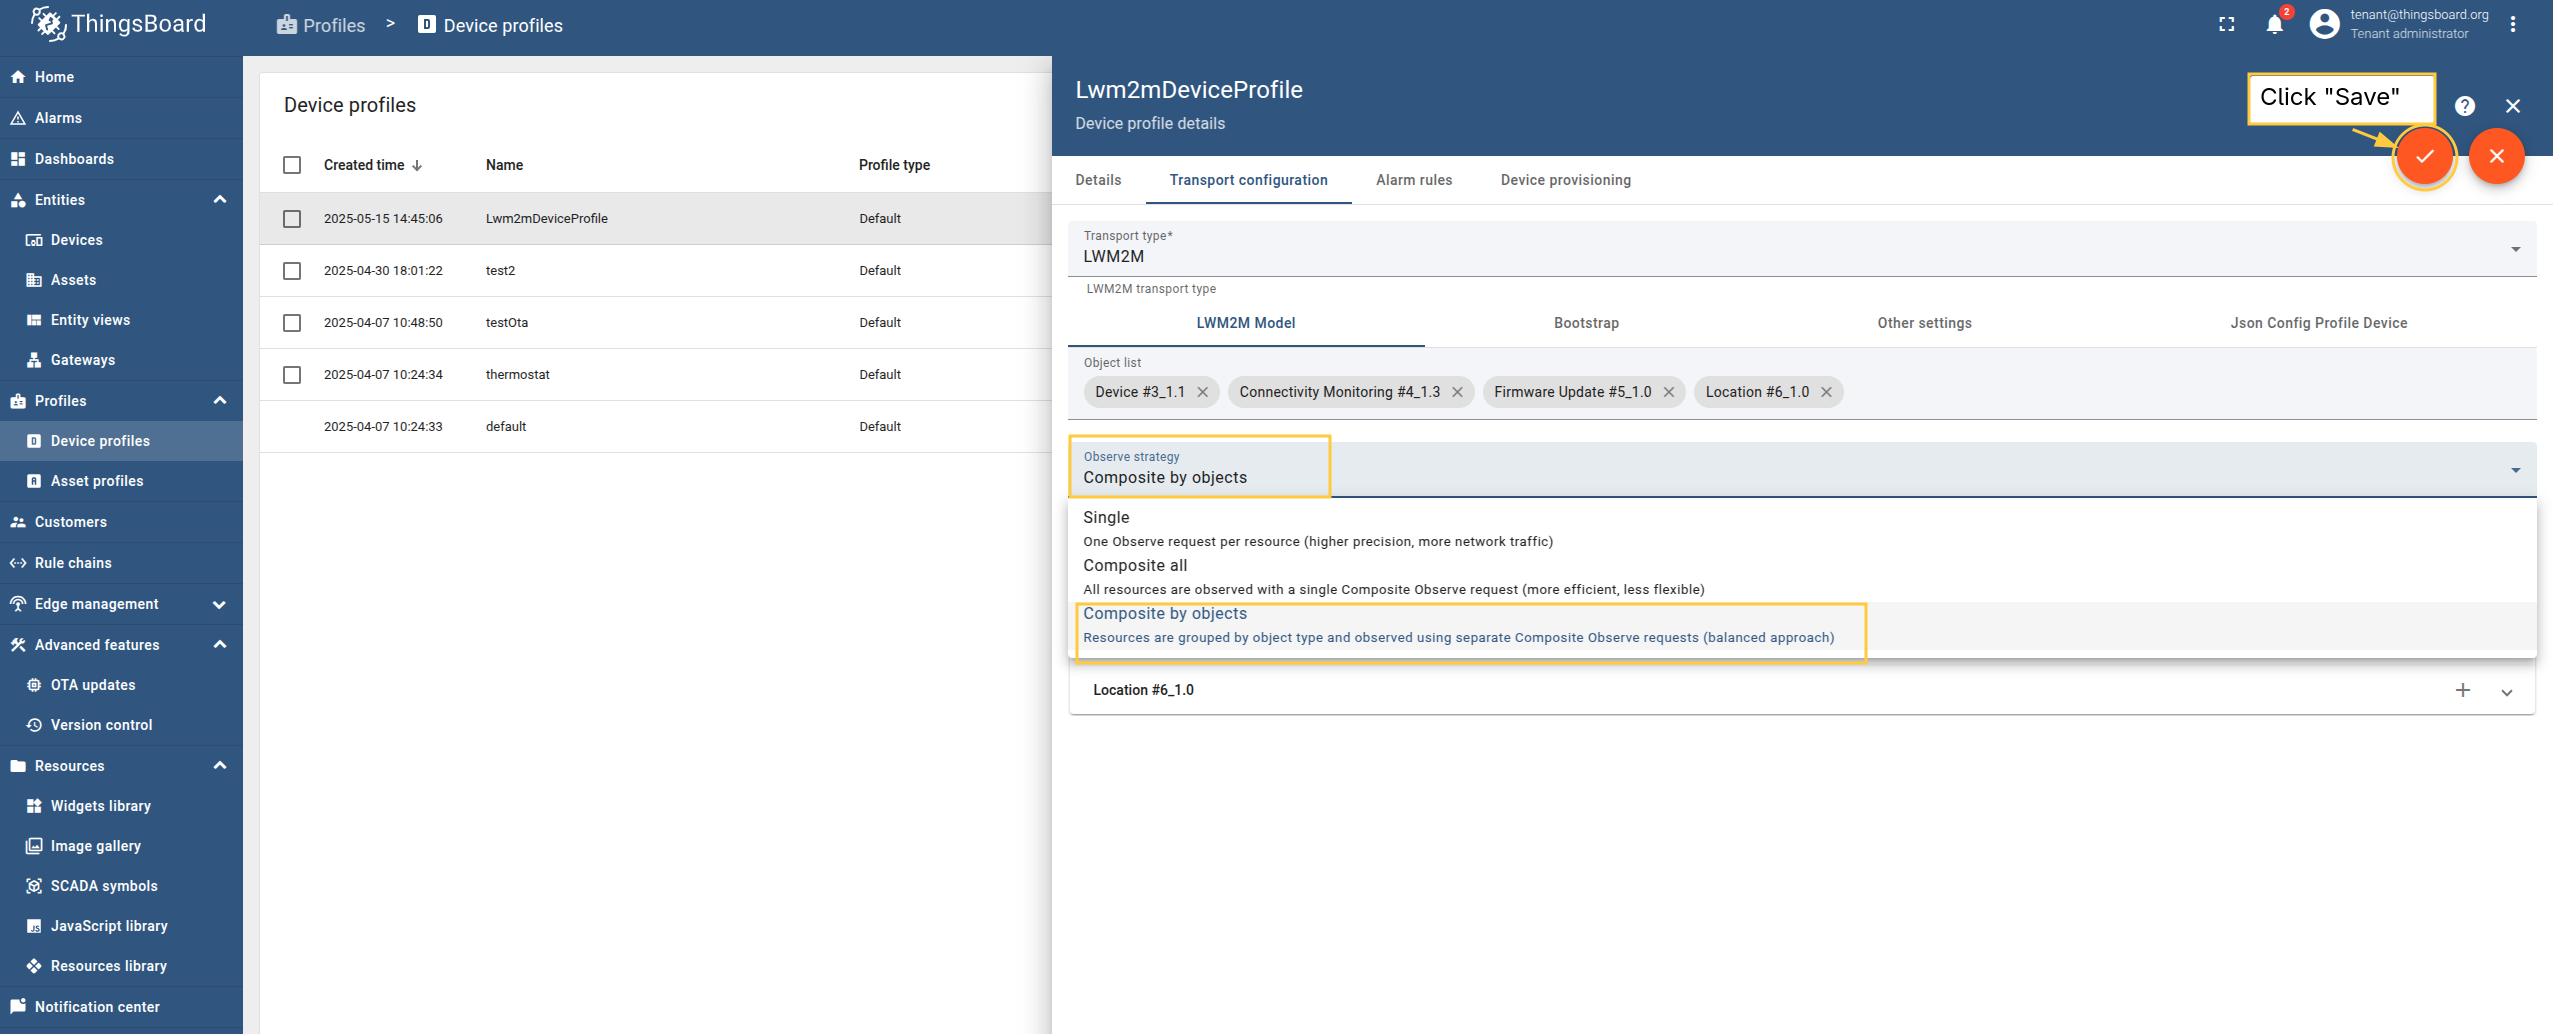 ThingsBoard
Profiles > Device profiles
2
tenant@thingsboard.org
Tenant administrator
Home
Alarms
Dashboards
Entities
Devices
Assets
Entity views
Gateways
Profiles
Device profiles
Asset profiles
Customers
Rule chains
Edge management
Advanced features
OTA updates
Version control
Resources
Widgets library
Image gallery
SCADA symbols
JavaScript library
Resources library
Notification center
Device profiles
Created time Name Profile type
2025-05-15 14:45:06 Lwm2mDeviceProfile Default
2025-04-30 18:01:22 test2 Default
2025-04-07 10:48:50 testOta Default
2025-04-07 10:24:34 thermostat Default
2025-04-07 10:24:33 default Default
Lwm2mDeviceProfile
Device profile details
Click "Save"
Details Transport configuration Alarm rules Device provisioning
Transport type*
LWM2M
LWM2M transport type
LWM2M Model Bootstrap Other settings Json Config Profile Device
Object list
Device #3_1.1 Connectivity Monitoring #4_1.3 Firmware Update #5_1.0 Location #6_1.0
Observe strategy
Composite by objects
Single
One Observe request per resource (higher precision, more network traffic)
Composite all
All resources are observed with a single Composite Observe request (more efficient, less flexible)
Composite by objects
Resources are grouped by object type and observed using separate Composite Observe requests (balanced approach)
Location #6_1.0